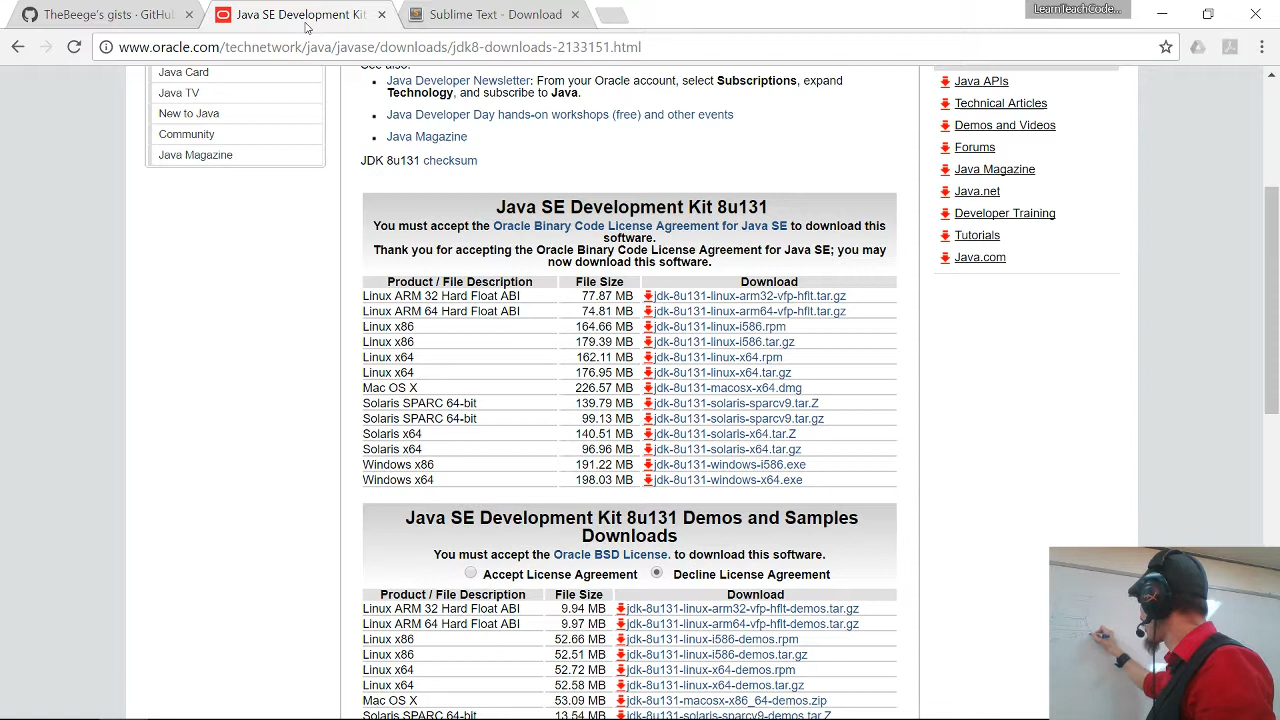 TheBeege's gists · GitHub
Java SE Development Kit
Sublime Text - Download
LearnTeachCode...
www.oracle.com/technetwork/java/javase/downloads/jdk8-downloads-2133151.html
Java Card
Java TV
New to Java
Community
Java Magazine
See also:
Java Developer Newsletter: From your Oracle account, select Subscriptions, expand
Technology, and subscribe to Java.
Java Developer Day hands-on workshops (free) and other events
Java Magazine
JDK 8u131 checksum
Java SE Development Kit 8u131
You must accept the Oracle Binary Code License Agreement for Java SE to download this
software.
Thank you for accepting the Oracle Binary Code License Agreement for Java SE; you may
now download this software.
Product / File Description File Size Download
Linux ARM 32 Hard Float ABI 77.87 MB jdk-8u131-linux-arm32-vfp-hflt.tar.gz
Linux ARM 64 Hard Float ABI 74.81 MB jdk-8u131-linux-arm64-vfp-hflt.tar.gz
Linux x86 164.66 MB jdk-8u131-linux-i586.rpm
Linux x86 179.39 MB jdk-8u131-linux-i586.tar.gz
Linux x64 162.11 MB jdk-8u131-linux-x64.rpm
Linux x64 176.95 MB jdk-8u131-linux-x64.tar.gz
Mac OS X 226.57 MB jdk-8u131-macosx-x64.dmg
Solaris SPARC 64-bit 139.79 MB jdk-8u131-solaris-sparcv9.tar.Z
Solaris SPARC 64-bit 99.13 MB jdk-8u131-solaris-sparcv9.tar.gz
Solaris x64 140.51 MB jdk-8u131-solaris-x64.tar.Z
Solaris x64 96.96 MB jdk-8u131-solaris-x64.tar.gz
Windows x86 191.22 MB jdk-8u131-windows-i586.exe
Windows x64 198.03 MB jdk-8u131-windows-x64.exe
Java SE Development Kit 8u131 Demos and Samples
Downloads
You must accept the Oracle BSD License. to download this software.
Accept License Agreement Decline License Agreement
Product / File Description File Size Download
Linux ARM 32 Hard Float ABI 9.94 MB jdk-8u131-linux-arm32-vfp-hflt-demos.tar.gz
Linux ARM 64 Hard Float ABI 9.97 MB jdk-8u131-linux-arm64-vfp-hflt-demos.tar.gz
Linux x86 52.66 MB jdk-8u131-linux-i586-demos.rpm
Linux x86 52.51 MB jdk-8u131-linux-i586-demos.tar.gz
Linux x64 52.72 MB jdk-8u131-linux-x64-demos.rpm
Linux x64 52.58 MB jdk-8u131-linux-x64-demos.tar.gz
Mac OS X 53.09 MB jdk-8u131-macosx-x86_64-demos.zip
Solaris SPARC 64-bit 13.54 MB jdk-8u131-solaris-sparcv9-demos.tar.Z
Java APIs
Technical Articles
Demos and Videos
Forums
Java Magazine
Java.net
Developer Training
Tutorials
Java.com